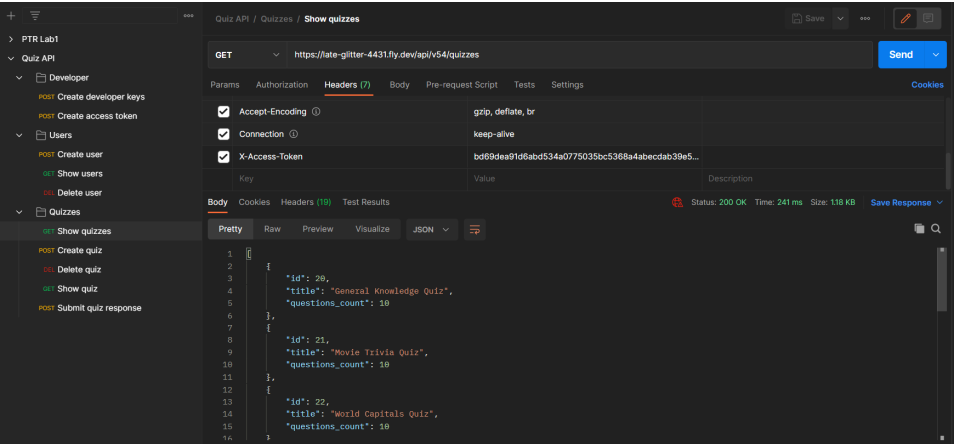 Quiz API / Quizzes / Show quizzes
Save
PTR Lab1
Quiz API
Developer
POST Create developer keys
POST Create access token
Users
POST Create user
GET Show users
DEL Delete user
Quizzes
GET Show quizzes
POST Create quiz
DEL Delete quiz
GET Show quiz
POST Submit quiz response
GET https://late-glitter-4431.fly.dev/api/v54/quizzes Send
Params Authorization Headers (7) Body Pre-request Script Tests Settings Cookies
Accept-Encoding gzip, deflate, br
Connection keep-alive
X-Access-Token bd69dea91d6abd534a0775035bc5368a4abecdab39e5...
Key Value Description
Body Cookies Headers (19) Test Results Status: 200 OK Time: 241 ms Size: 1.18 KB Save Response
Pretty Raw Preview Visualize JSON
1 [
2 {
3 "id": 20,
4 "title": "General Knowledge Quiz",
5 "questions_count": 10
6 },
7 {
8 "id": 21,
9 "title": "Movie Trivia Quiz",
10 "questions_count": 10
11 },
12 {
13 "id": 22,
14 "title": "World Capitals Quiz",
15 "questions_count": 10
16 }